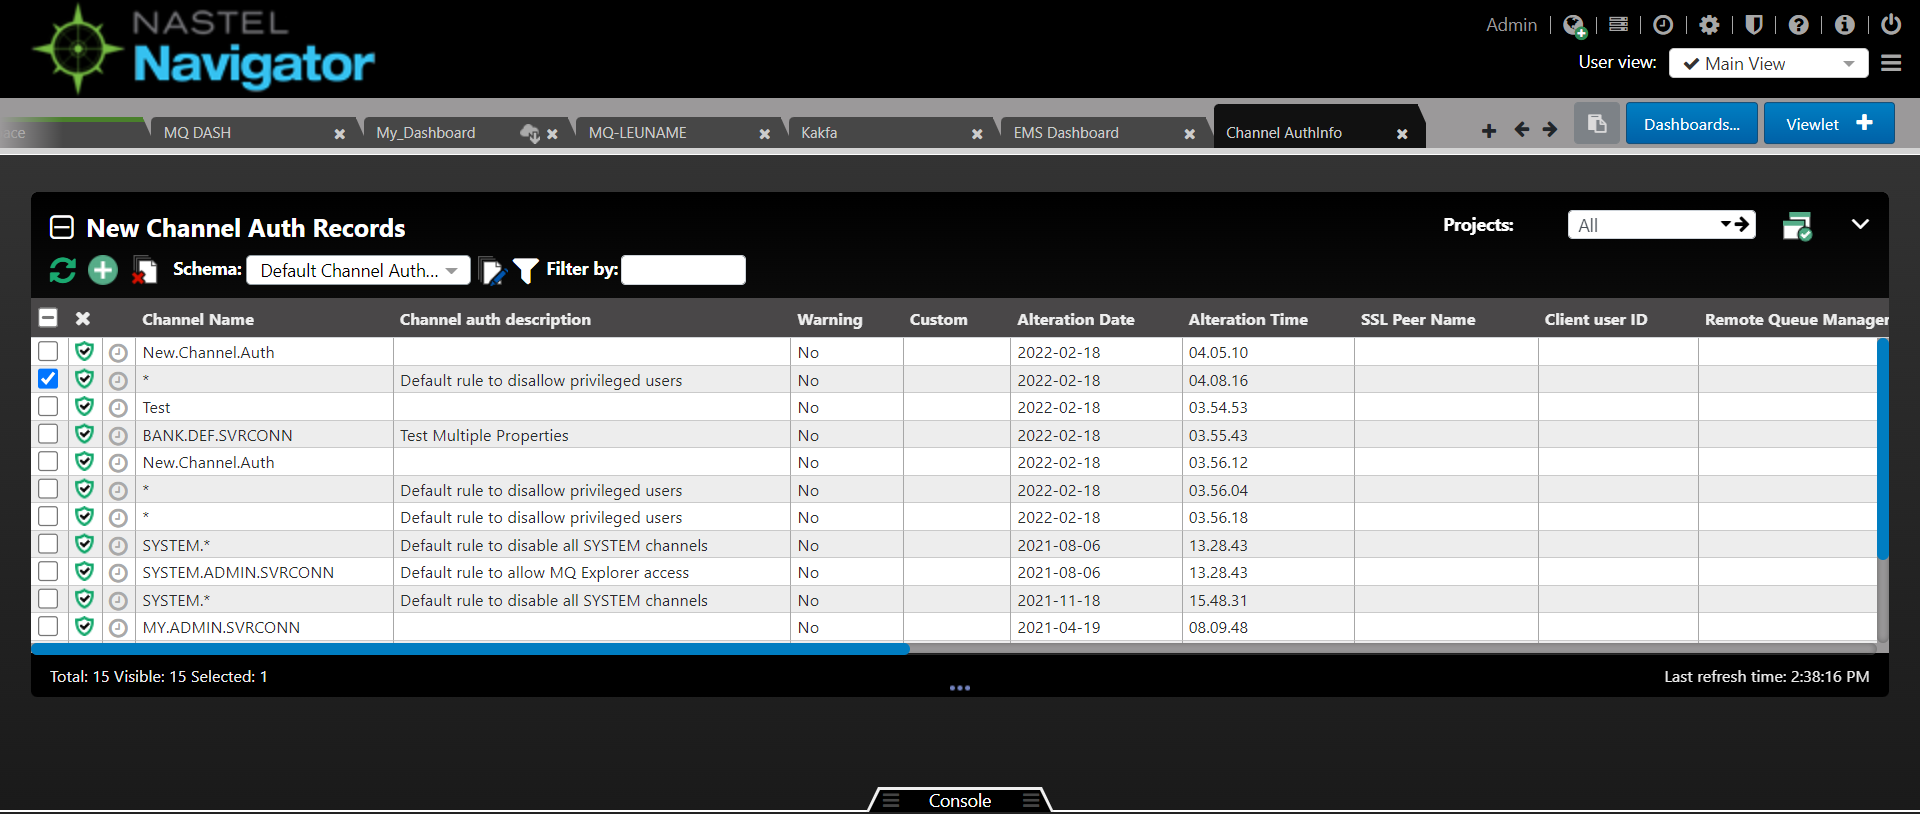 NASTEL
Navigator
Admin
User view: Main View
ace
MQ DASH
My_Dashboard
MQ-LEUNAME
Kakfa
EMS Dashboard
Channel AuthInfo
Dashboards...
Viewlet
New Channel Auth Records
Projects: All
Schema: Default Channel Auth... Filter by:
Channel Name Channel auth description Warning Custom Alteration Date Alteration Time SSL Peer Name Client user ID Remote Queue Manager
New.Channel.Auth No 2022-02-18 04.05.10
* Default rule to disallow privileged users No 2022-02-18 04.08.16
Test No 2022-02-18 03.54.53
BANK.DEF.SVRCONN Test Multiple Properties No 2022-02-18 03.55.43
New.Channel.Auth No 2022-02-18 03.56.12
* Default rule to disallow privileged users No 2022-02-18 03.56.04
* Default rule to disallow privileged users No 2022-02-18 03.56.18
SYSTEM.* Default rule to disable all SYSTEM channels No 2021-08-06 13.28.43
SYSTEM.ADMIN.SVRCONN Default rule to allow MQ Explorer access No 2021-08-06 13.28.43
SYSTEM.* Default rule to disable all SYSTEM channels No 2021-11-18 15.48.31
MY.ADMIN.SVRCONN No 2021-04-19 08.09.48
Total: 15 Visible: 15 Selected: 1
Last refresh time: 2:38:16 PM
Console